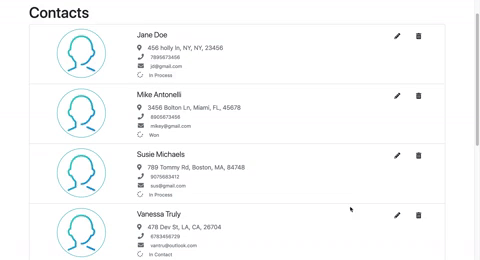 Contacts
Jane Doe
456 holly ln, NY, NY, 23456
7895673456
jd@gmail.com
In Process
Mike Antonelli
3456 Bolton Ln, Miami, FL, 45678
6905673456
mikey@gmail.com
Won
Susie Michaels
789 Tommy Rd, Boston, MA, 84748
9075683412
sus@gmail.com
In Process
Vanessa Truly
478 Dev St, LA, CA, 26704
6783456729
vantru@outlook.com
In Contact